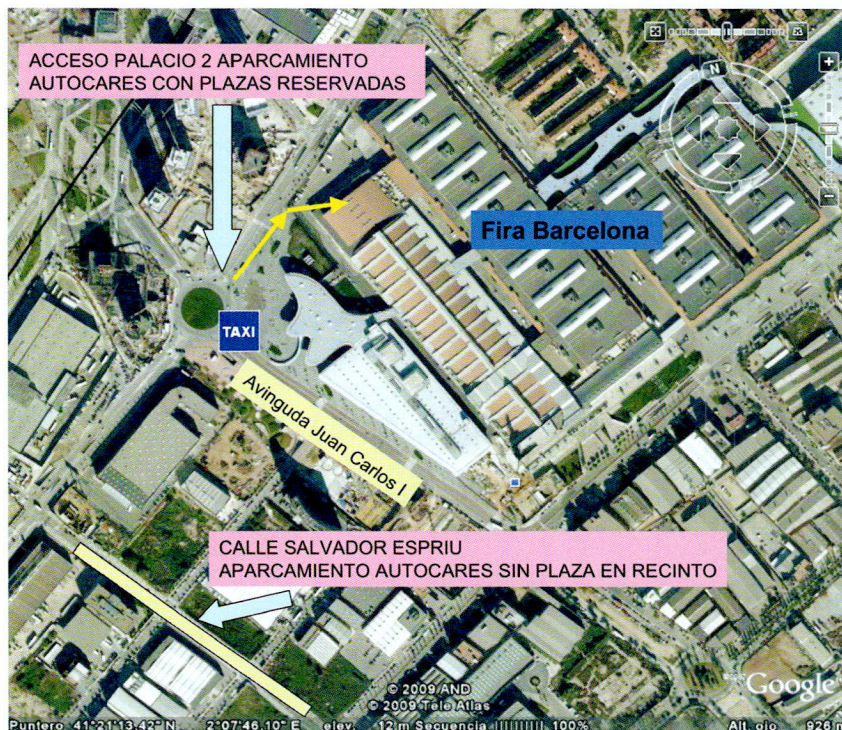 ACCESO PALACIO 2 APARCAMIENTO
AUTOCARES CON PLAZAS RESERVADAS
N
Fira Barcelona
TAXI
Avinguda Juan Carlos I
CALLE SALVADOR ESPRIU
APARCAMIENTO AUTOCARES SIN PLAZA EN RECINTO
© 2009 AND
© 2009 Tele Atlas
Google
Puntero 41°21'13.42" N 2°07'46.10" E elev. 12 m Secuencia |||||||||| 100% Alt. ojo 926 m